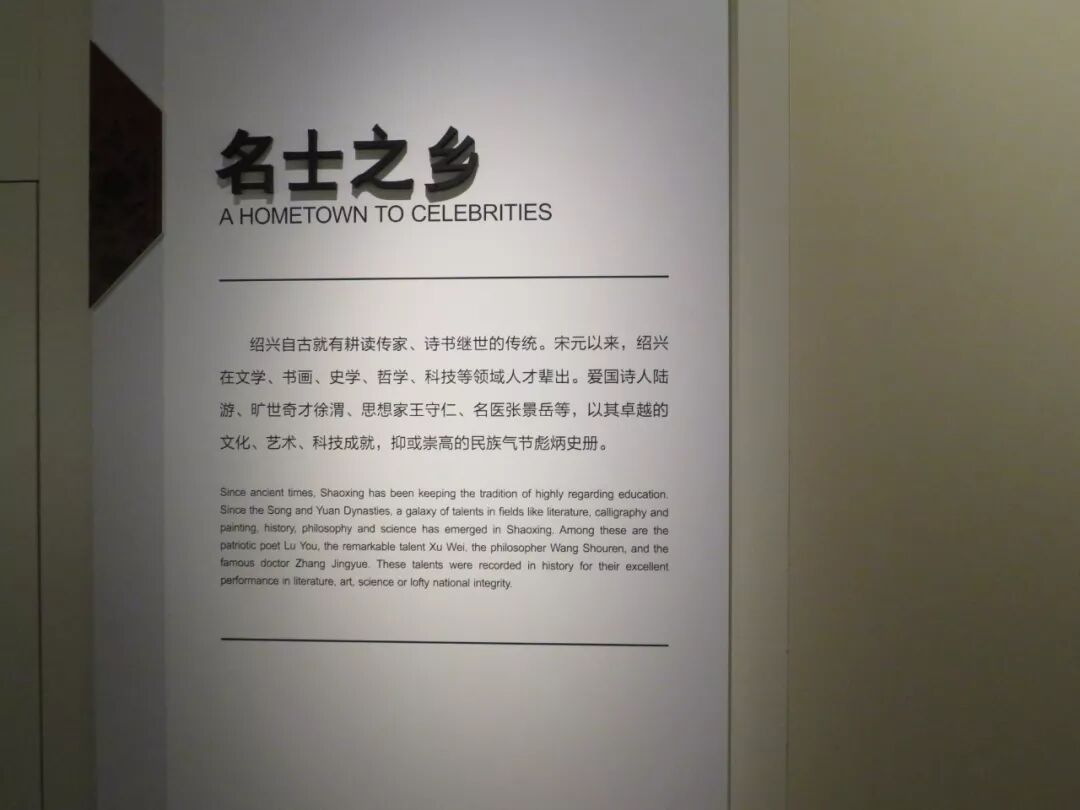 名士之乡
A HOMETOWN TO CELEBRITIES
绍兴自古就有耕读传家、诗书继世的传统。宋元以来，绍兴
在文学、书画、史学、哲学、科技等领域人才辈出。爱国诗人陆
游、旷世奇才徐渭、思想家王守仁、名医张景岳等，以其卓越的
文化、艺术、科技成就，抑或崇高的民族气节彪炳史册。
Since ancient times, Shaoxing has been keeping the tradition of highly regarding education.
Since the Song and Yuan Dynasties, a galaxy of talents in fields like literature, calligraphy and
painting, history, philosophy and science has emerged in Shaoxing. Among these are the
patriotic poet Lu You, the remarkable talent Xu Wei, the philosopher Wang Shouren, and the
famous doctor Zhang Jingyue. These talents were recorded in history for their excellent
performance in literature, art, science or lofty national integrity.